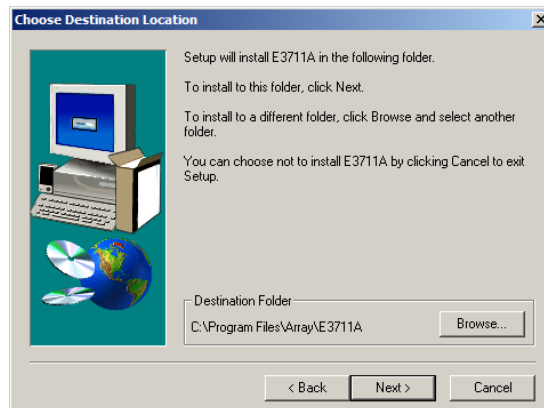 Choose Destination Location
Setup will install E3711A in the following folder.
To install to this folder, click Next.
To install to a different folder, click Browse and select another
folder.
You can choose not to install E3711A by clicking Cancel to exit
Setup.
Destination Folder
C:\Program Files\Array\E3711A
Browse...
< Back
Next >
Cancel